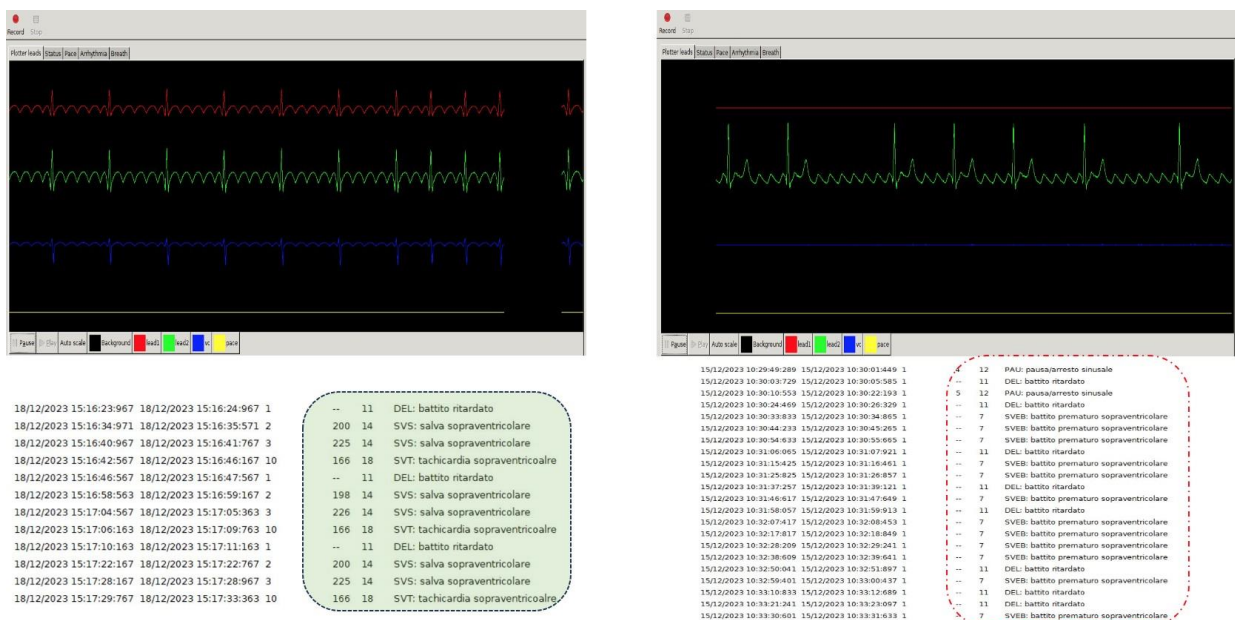 Record Stop
Plotter leads Status Pace Arrhythmia Breath
Pause Play Auto scale Background lead1 lead2 vc pace
18/12/2023 15:16:23:967 18/12/2023 15:16:24:967 1 -- 11 DEL: battito ritardato
18/12/2023 15:16:34:971 18/12/2023 15:16:35:571 2 200 14 SVS: salva sopraventricolare
18/12/2023 15:16:40:967 18/12/2023 15:16:41:767 3 225 14 SVS: salva sopraventricolare
18/12/2023 15:16:42:567 18/12/2023 15:16:46:167 10 166 18 SVT: tachicardia sopraventricoalre
18/12/2023 15:16:46:567 18/12/2023 15:16:47:567 1 -- 11 DEL: battito ritardato
18/12/2023 15:16:58:563 18/12/2023 15:16:59:167 2 198 14 SVS: salva sopraventricolare
18/12/2023 15:17:04:567 18/12/2023 15:17:05:363 3 226 14 SVS: salva sopraventricolare
18/12/2023 15:17:06:163 18/12/2023 15:17:09:763 10 166 18 SVT: tachicardia sopraventricoalre
18/12/2023 15:17:10:163 18/12/2023 15:17:11:163 1 -- 11 DEL: battito ritardato
18/12/2023 15:17:22:167 18/12/2023 15:17:22:767 2 200 14 SVS: salva sopraventricolare
18/12/2023 15:17:28:167 18/12/2023 15:17:28:967 3 225 14 SVS: salva sopraventricolare
18/12/2023 15:17:29:767 18/12/2023 15:17:33:363 10 166 18 SVT: tachicardia sopraventricoalre
Record Stop
Plotter leads Status Pace Arrhythmia Breath
Pause Play Auto scale Background lead1 lead2 vc pace
15/12/2023 10:29:49:289 15/12/2023 10:30:01:449 1 4 12 PAU: pausa/arresto sinusale
15/12/2023 10:30:03:729 15/12/2023 10:30:05:585 1 -- 11 DEL: battito ritardato
15/12/2023 10:30:10:553 15/12/2023 10:30:22:193 1 5 12 PAU: pausa/arresto sinusale
15/12/2023 10:30:24:469 15/12/2023 10:30:26:329 1 -- 11 DEL: battito ritardato
15/12/2023 10:30:33:833 15/12/2023 10:30:34:865 1 -- 7 SVEB: battito prematuro sopraventricolare
15/12/2023 10:30:44:233 15/12/2023 10:30:45:265 1 -- 7 SVEB: battito prematuro sopraventricolare
15/12/2023 10:30:54:633 15/12/2023 10:30:55:665 1 -- 7 SVEB: battito prematuro sopraventricolare
15/12/2023 10:31:06:065 15/12/2023 10:31:07:921 1 -- 11 DEL: battito ritardato
15/12/2023 10:31:15:425 15/12/2023 10:31:16:461 1 -- 7 SVEB: battito prematuro sopraventricolare
15/12/2023 10:31:25:825 15/12/2023 10:31:26:857 1 -- 7 SVEB: battito prematuro sopraventricolare
15/12/2023 10:31:37:257 15/12/2023 10:31:39:121 1 -- 11 DEL: battito ritardato
15/12/2023 10:31:46:617 15/12/2023 10:31:47:649 1 -- 7 SVEB: battito prematuro sopraventricolare
15/12/2023 10:31:58:057 15/12/2023 10:31:59:913 1 -- 11 DEL: battito ritardato
15/12/2023 10:32:07:417 15/12/2023 10:32:08:453 1 -- 7 SVEB: battito prematuro sopraventricolare
15/12/2023 10:32:17:817 15/12/2023 10:32:18:849 1 -- 7 SVEB: battito prematuro sopraventricolare
15/12/2023 10:32:28:209 15/12/2023 10:32:29:241 1 -- 7 SVEB: battito prematuro sopraventricolare
15/12/2023 10:32:38:609 15/12/2023 10:32:39:641 1 -- 7 SVEB: battito prematuro sopraventricolare
15/12/2023 10:32:50:041 15/12/2023 10:32:51:897 1 -- 11 DEL: battito ritardato
15/12/2023 10:32:59:401 15/12/2023 10:33:00:437 1 -- 7 SVEB: battito prematuro sopraventricolare
15/12/2023 10:33:10:833 15/12/2023 10:33:12:689 1 -- 11 DEL: battito ritardato
15/12/2023 10:33:21:241 15/12/2023 10:33:23:097 1 -- 11 DEL: battito ritardato
15/12/2023 10:33:30:601 15/12/2023 10:33:31:633 1 7 SVEB: battito prematuro sopraventricolare